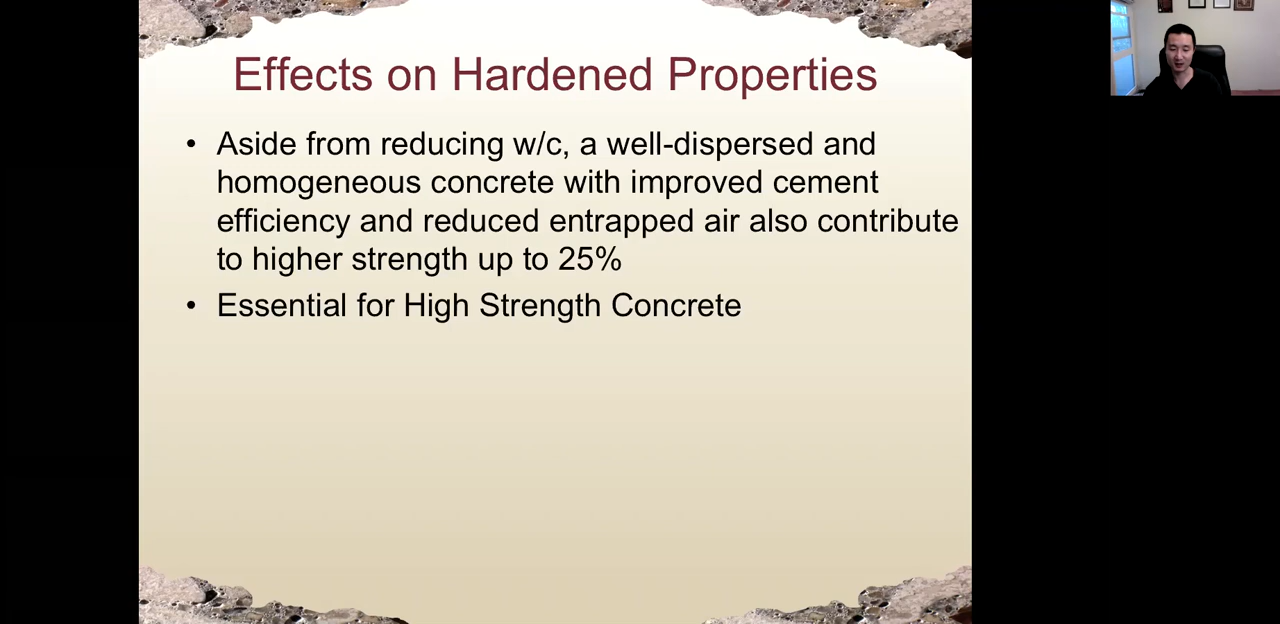 Effects on Hardened Properties
• Aside from reducing w/c, a well-dispersed and
homogeneous concrete with improved cement
efficiency and reduced entrapped air also contribute
to higher strength up to 25%
• Essential for High Strength Concrete